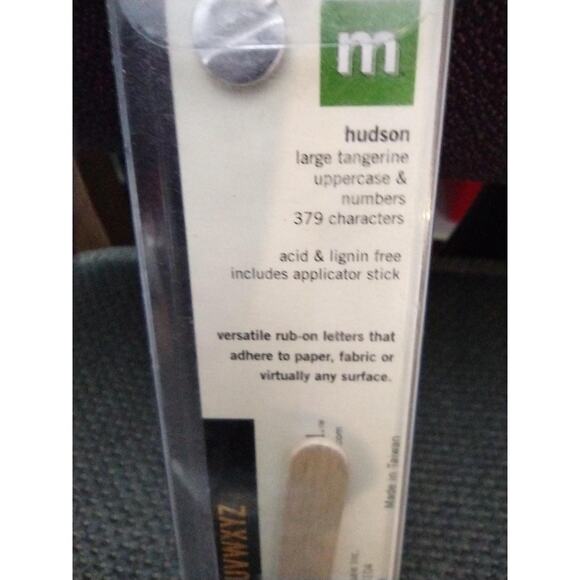 m
hudson
large tangerine
uppercase &
numbers
379 characters
acid & lignin free
includes applicator stick
versatile rub-on letters that
adhere to paper, fabric or
virtually any surface.
Made in Taiwan
UVWXYZ